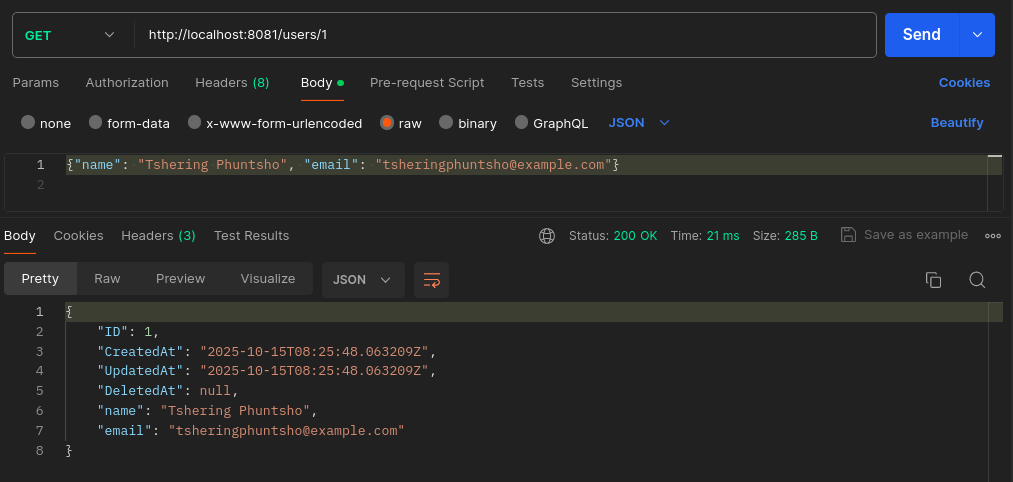 GET http://localhost:8081/users/1 Send
Params Authorization Headers (8) Body Pre-request Script Tests Settings Cookies
none form-data x-www-form-urlencoded raw binary GraphQL JSON Beautify
1 {"name": "Tshering Phuntsho", "email": "tsheringphuntsho@example.com"}
2
Body Cookies Headers (3) Test Results Status: 200 OK Time: 21 ms Size: 285 B Save as example
Pretty Raw Preview Visualize JSON
1 {
2 "ID": 1,
3 "CreatedAt": "2025-10-15T08:25:48.063209Z",
4 "UpdatedAt": "2025-10-15T08:25:48.063209Z",
5 "DeletedAt": null,
6 "name": "Tshering Phuntsho",
7 "email": "tsheringphuntsho@example.com"
8 }